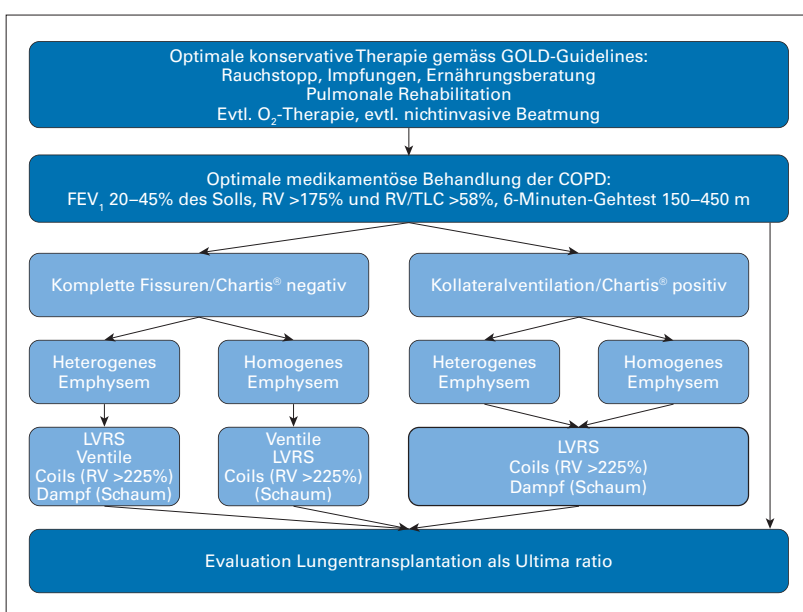 Optimale konservative Therapie gemäss GOLD-Guidelines:
Rauchstopp, Impfungen, Ernährungsberatung
Pulmonale Rehabilitation
Evtl. O₂-Therapie, evtl. nichtinvasive Beatmung
Optimale medikamentöse Behandlung der COPD:
FEV₁ 20–45% des Solls, RV >175% und RV/TLC >58%, 6-Minuten-Gehtest 150–450 m
Komplette Fissuren/Chartis® negativ
Kollateralventilation/Chartis® positiv
Heterogenes
Emphysem
Homogenes
Emphysem
Heterogenes
Emphysem
Homogenes
Emphysem
LVRS
Ventile
Coils (RV >225%)
Dampf (Schaum)
Ventile
LVRS
Coils (RV >225%)
(Schaum)
LVRS
Coils (RV >225%)
Dampf (Schaum)
Evaluation Lungentransplantation als Ultima ratio